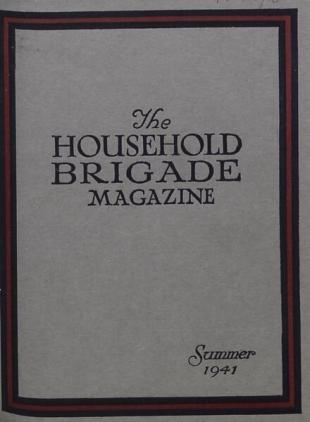 The
HOUSEHOLD
BRIGADE
MAGAZINE
Summer
1941